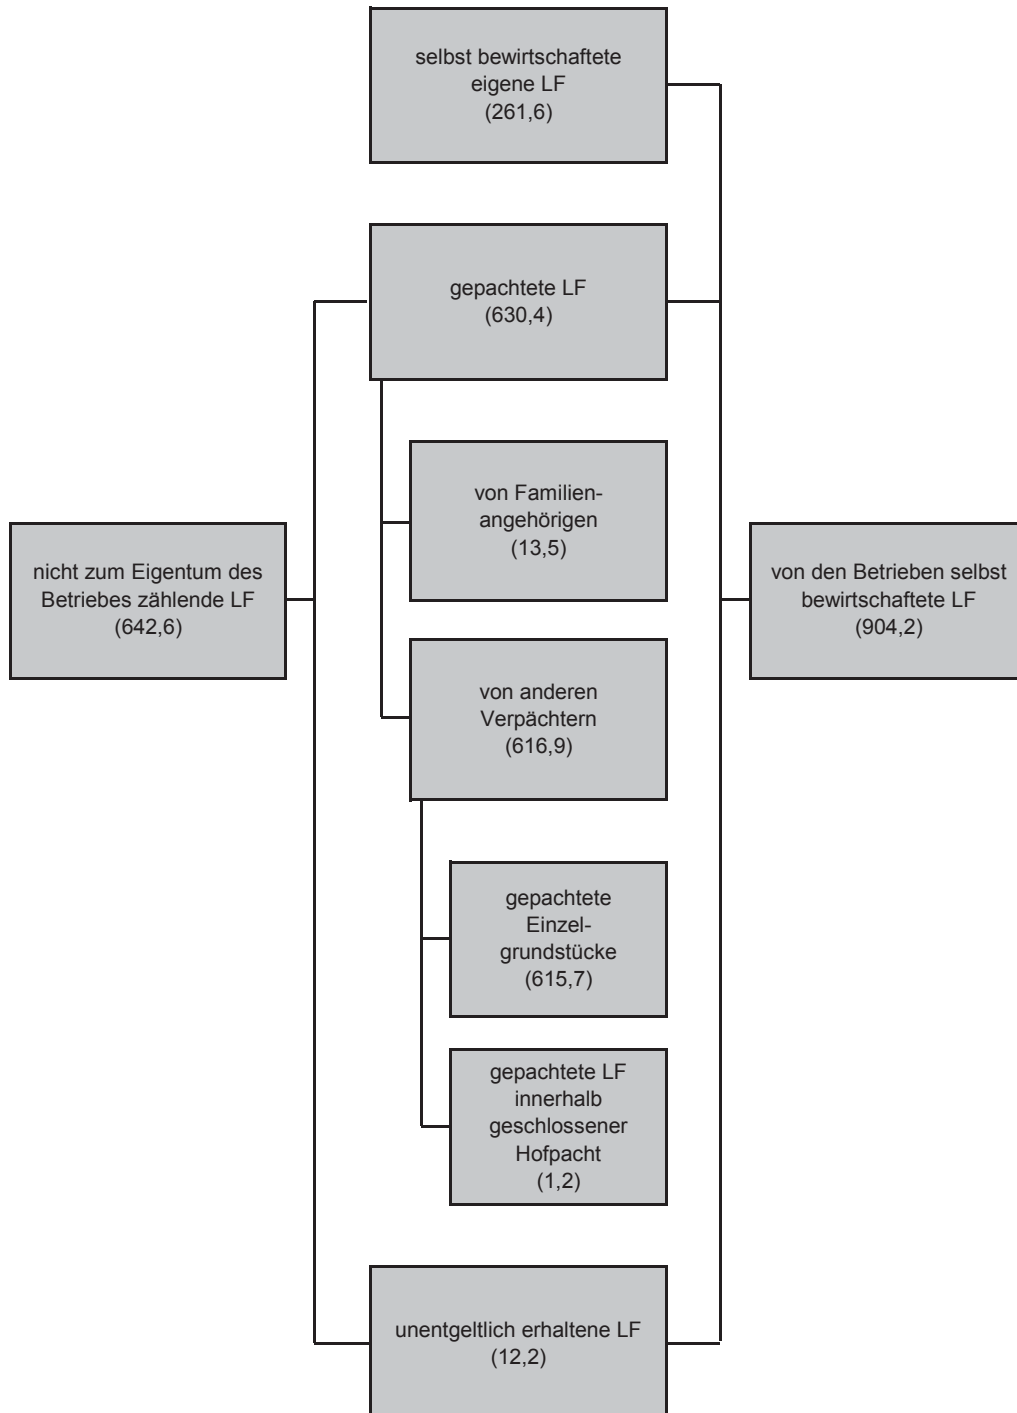 selbst bewirtschaftete
eigene LF
(261,6)
gepachtete LF
(630,4)
von Familien-
angehörigen
(13,5)
nicht zum Eigentum des
Betriebes zählende LF
(642,6)
von den Betrieben selbst
bewirtschaftete LF
(904,2)
von anderen
Verpächtern
(616,9)
gepachtete
Einzel-
grundstücke
(615,7)
gepachtete LF
innerhalb
geschlossener
Hofpacht
(1,2)
unentgeltlich erhaltene LF
(12,2)